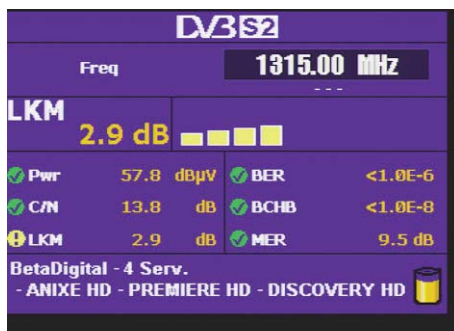 DVB S2
Freq 1315.00 MHz
---
LKM
2.9 dB
Pwr 57.8 dBµV BER <1.0E-6
C/N 13.8 dB BCHB <1.0E-8
LKM 2.9 dB MER 9.5 dB
BetaDigital - 4 Serv.
- ANIXE HD - PREMIERE HD - DISCOVERY HD